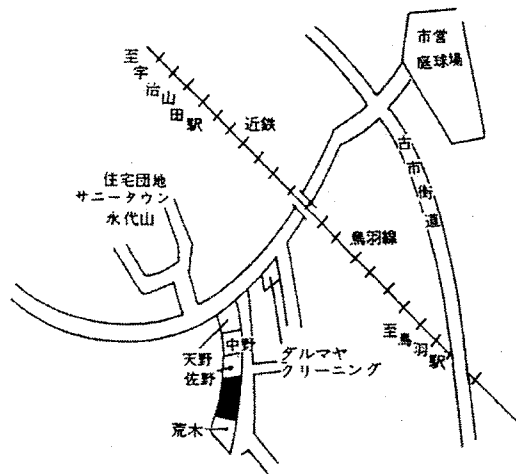 市営
庭球場
至宇治山田駅
近鉄
古市街道
住宅団地
サニータウン
永代山
鳥羽線
至鳥羽駅
中野
天野
佐野
ダルマヤ
クリーニング
荒木